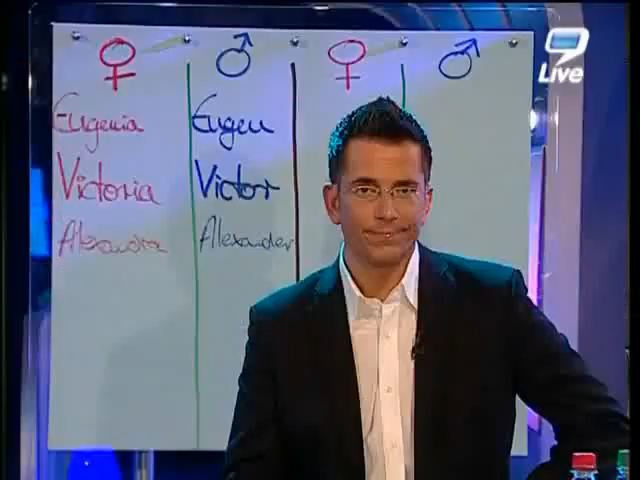 9
Live
♀ ♂ ♀ ♂
Eugenia Eugen
Victoria Victor
Alexandra Alexander